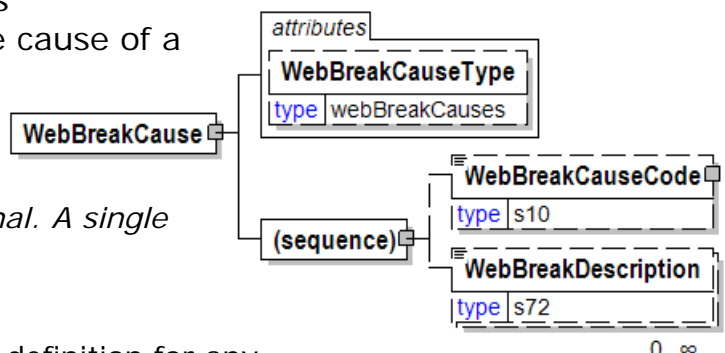 s
e cause of a
attributes
WebBreakCauseType
type webBreakCauses
WebBreakCause
WebBreakCauseCode
type s10
nal. A single
(sequence)
WebBreakDescription
type s72
0 ∞
definition for any